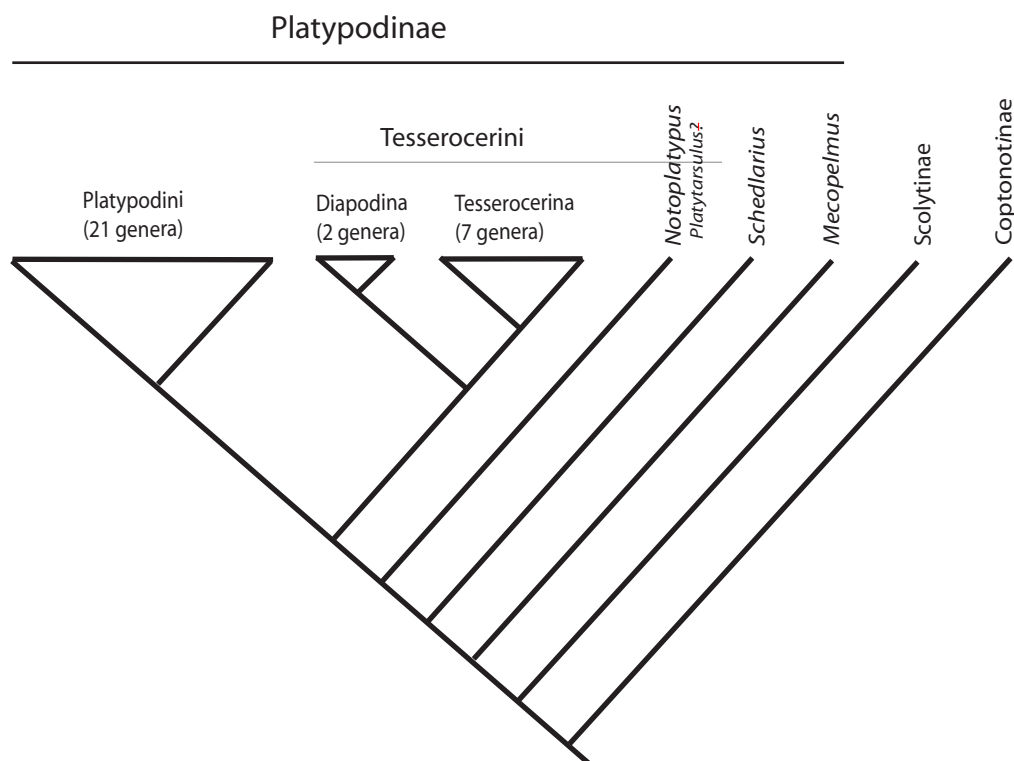 Platypodinae
Tesserocerini
Platypodini
(21 genera)
Diapodina
(2 genera)
Tesserocerina
(7 genera)
Notoplatypus
Platytarsulus?
Schedlarius
Mecopelmus
Scolytinae
Coptonotinae